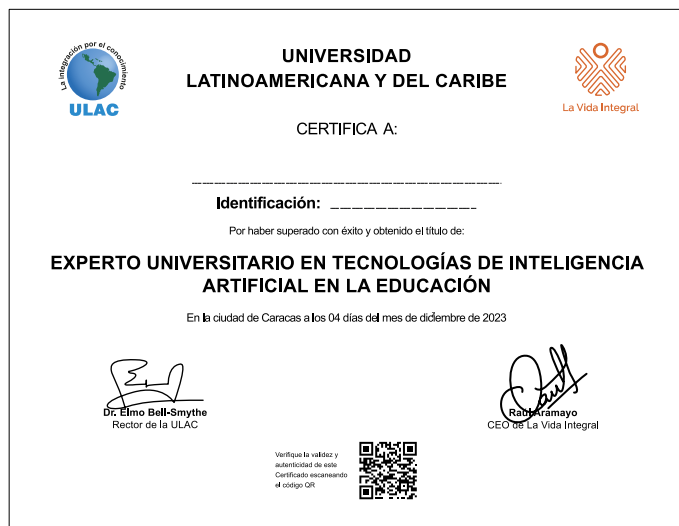 La integración por el conocimiento
ULAC
UNIVERSIDAD
LATINOAMERICANA Y DEL CARIBE
La Vida Integral
CERTIFICA A:
Identificación:
Por haber superado con éxito y obtenido el título de:
EXPERTO UNIVERSITARIO EN TECNOLOGÍAS DE INTELIGENCIA
ARTIFICIAL EN LA EDUCACIÓN
En la ciudad de Caracas a los 04 días del mes de diciembre de 2023
Dr. Elmo Bell-Smythe
Rector de la ULAC
Raúl Aramayo
CEO de La Vida Integral
Verifique la validez y
autenticidad de este
Certificado escaneando
el código QR